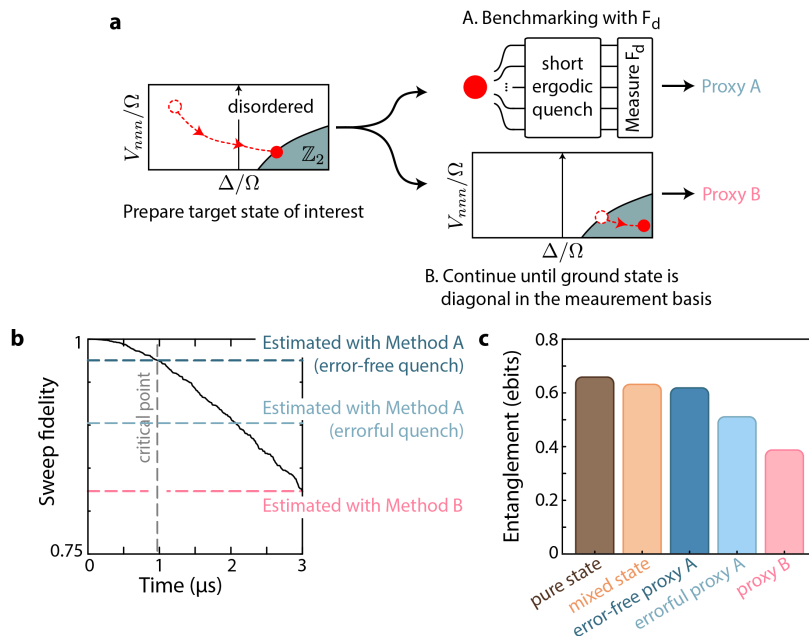 a
A. Benchmarking with F_d
disordered
ℤ₂
V_nnn/Ω
Δ/Ω
Prepare target state of interest
short
ergodic
quench
...
Measure F_d
Proxy A
V_nnn/Ω
Δ/Ω
Proxy B
B. Continue until ground state is
diagonal in the meaurement basis
b
Sweep fidelity
1
0.75
critical point
Estimated with Method A
(error-free quench)
Estimated with Method A
(errorful quench)
Estimated with Method B
0
1
2
3
Time (μs)
c
Entanglement (ebits)
0.8
0.6
0.4
0.2
0
pure state
mixed state
error-free proxy A
errorful proxy A
proxy B